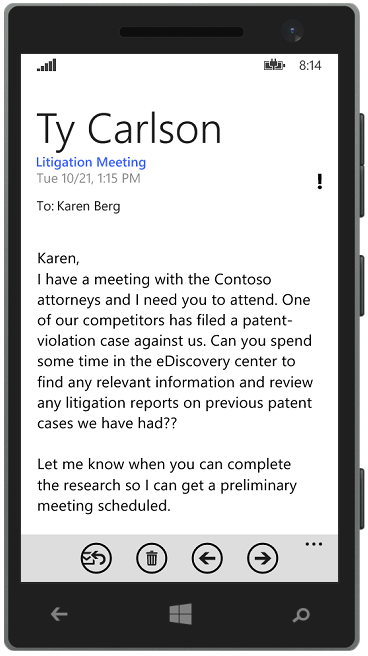 8:14
Ty Carlson
Litigation Meeting
Tue 10/21, 1:15 PM
!
To: Karen Berg
Karen,
I have a meeting with the Contoso
attorneys and I need you to attend. One
of our competitors has filed a patent-
violation case against us. Can you spend
some time in the eDiscovery center to
find any relevant information and review
any litigation reports on previous patent
cases we have had??
Let me know when you can complete
the research so I can get a preliminary
meeting scheduled.